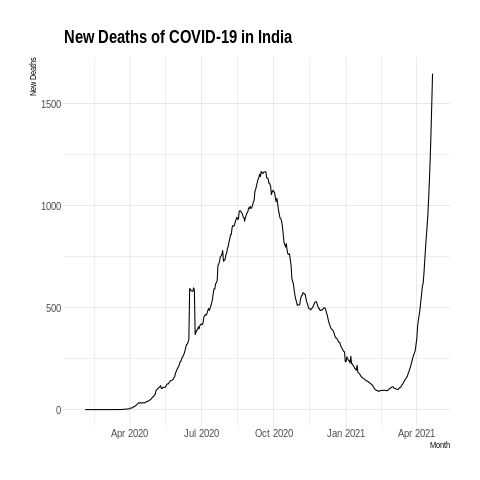 New Deaths of COVID-19 in India
New Deaths
1500
1000
500
0
Apr 2020 Jul 2020 Oct 2020 Jan 2021 Apr 2021
Month